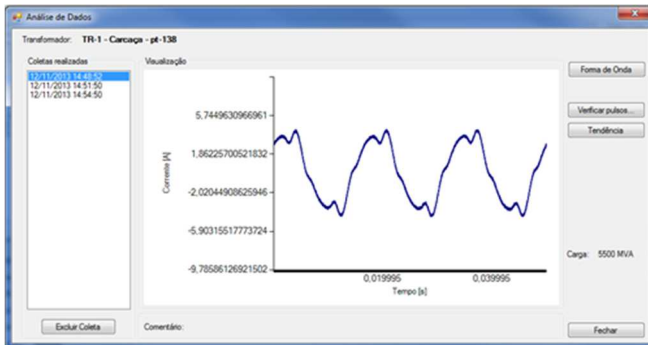 Análise de Dados
Transformador: TR-1 - Carcaça - pt-138
Coletas realizadas
12/11/2013 14:48:52
12/11/2013 14:51:50
12/11/2013 14:54:50
Excluir Coleta
Visualização
Corrente [A]
5.7449630966961
1,86225700521832
-2.02044908625946
-5.90315517773724
-9,78586126921502
0,019995
0,039995
Tempo [s]
Comentário:
Forma de Onda
Verificar pulsos...
Tendência
Carga: 5500 MVA
Fechar